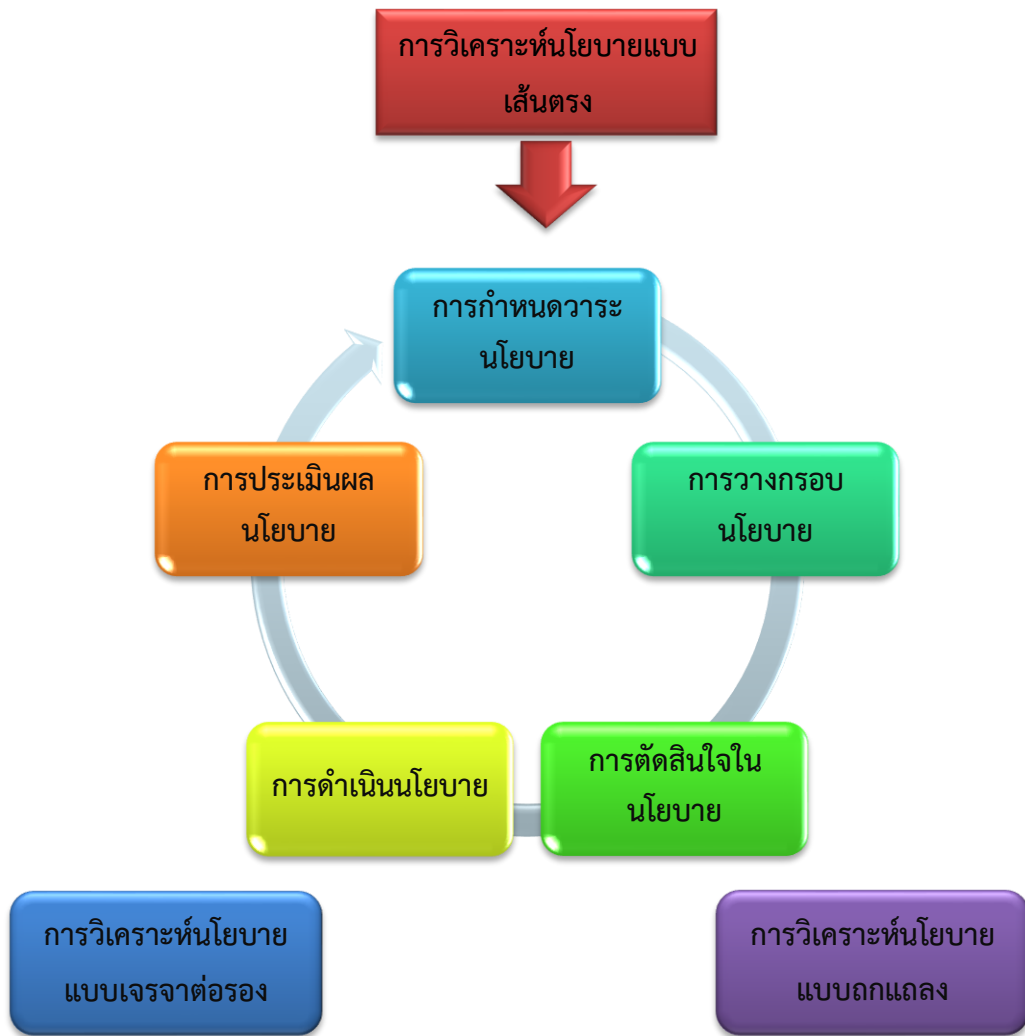 การวิเคราะห์นโยบายแบบ
เส้นตรง
การกำหนดวาระ
นโยบาย
การวางกรอบ
นโยบาย
การตัดสินใจใน
นโยบาย
การดำเนินนโยบาย
การประเมินผล
นโยบาย
การวิเคราะห์นโยบาย
แบบเจรจาต่อรอง
การวิเคราะห์นโยบาย
แบบถกแถลง